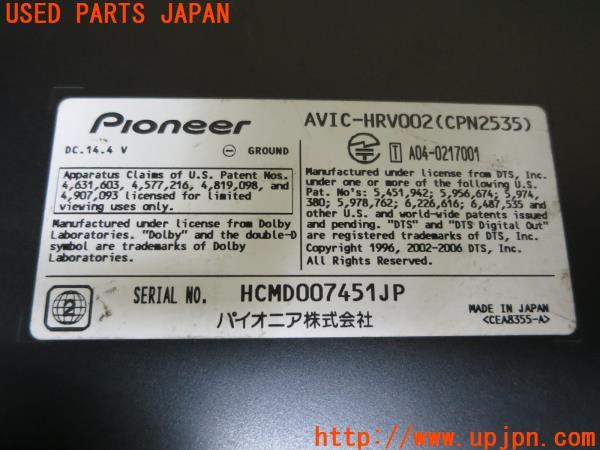 USED PARTS JAPAN
Pioneer
AVIC-HRV002(CPN2535)
DC.14.4 V
⊖ GROUND
T A04-0217001
Apparatus Claims of U.S. Patent Nos.
4,631,603, 4,577,216, 4,819,098, and
4,907,093 licensed for limited
viewing uses only.
Manufactured under license from Dolby
Laboratories. "Dolby" and the double-D
symbol are trademarks of Dolby
Laboratories.
Manufactured under license from DTS, Inc.
under one or more of the following U.S.
Pat. No's: 5,451,942; 5,956,674; 5,974,
380; 5,978,762; 6,226,616; 6,487,535 and
other U.S. and world-wide patents issued
and pending. "DTS" and "DTS Digital Out"
are trademarks of DTS, Inc.
Copyright 1996, 2002-2006 DTS, Inc.
2
SERIAL NO. HCMD007451JP
パイオニア株式会社
MADE IN JAPAN
<CEA8355-A>
http://www.upjpn.com/